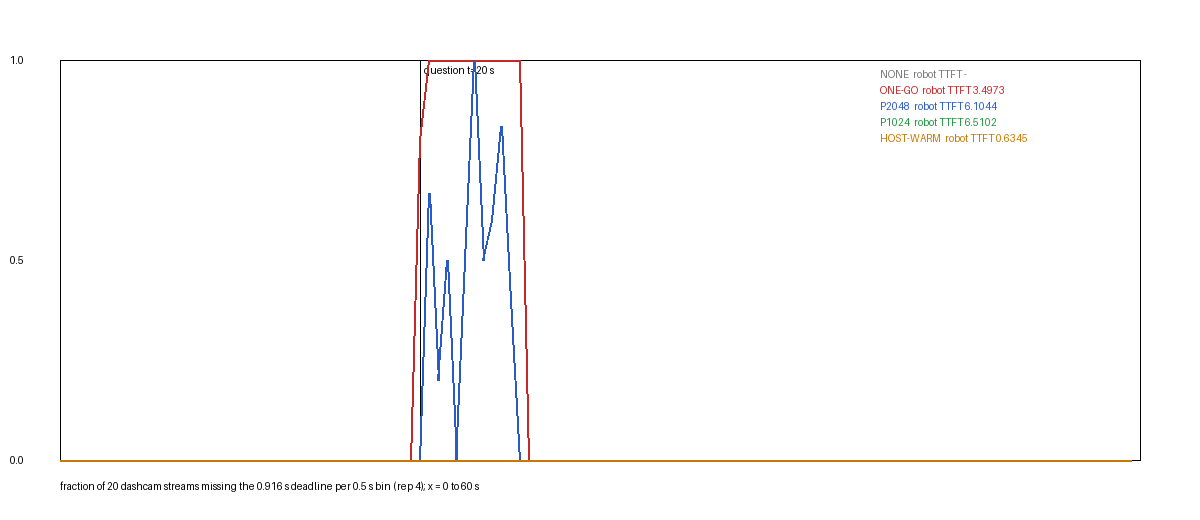 1.0
question t=20 s
NONE robot TTFT -
ONE-GO robot TTFT 3.4973
P2048 robot TTFT 6.1044
P1024 robot TTFT 6.5102
HOST-WARM robot TTFT 0.6345
0.5
0.0
fraction of 20 dashcam streams missing the 0.916 s deadline per 0.5 s bin (rep 4); x = 0 to 60 s